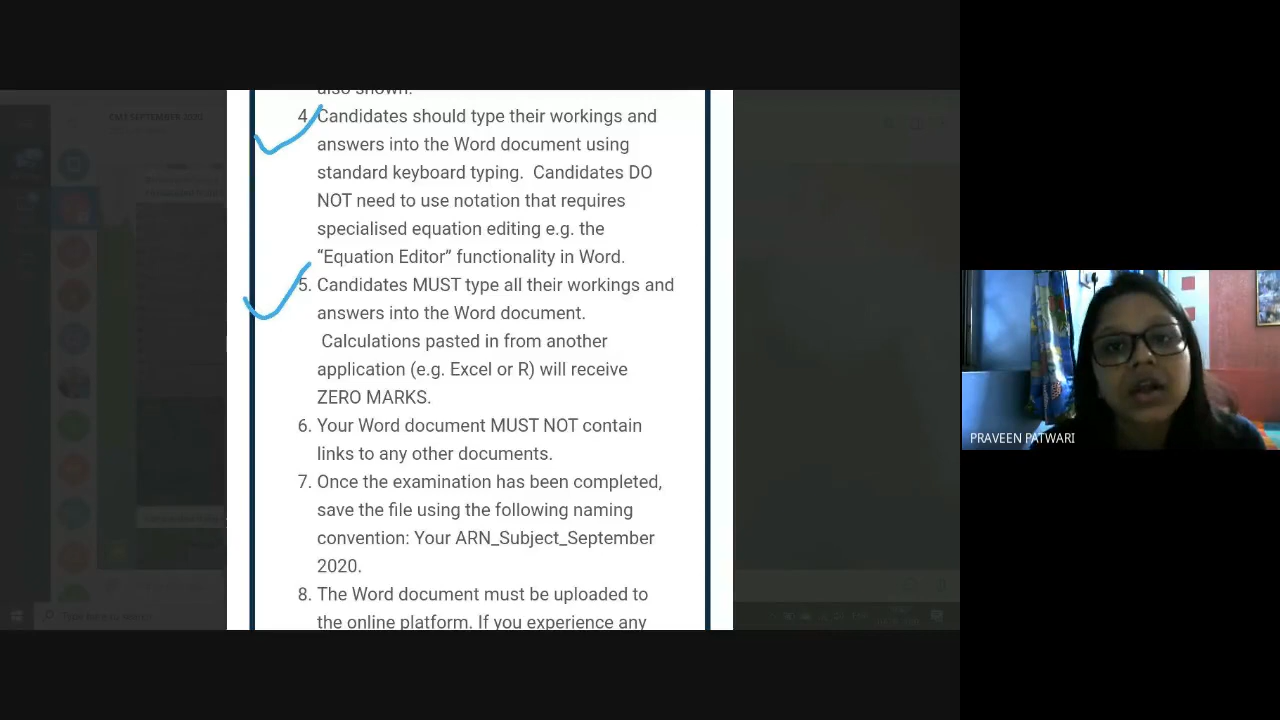 also shown.
4. Candidates should type their workings and
answers into the Word document using
standard keyboard typing.  Candidates DO
NOT need to use notation that requires
specialised equation editing e.g. the
“Equation Editor” functionality in Word.
5. Candidates MUST type all their workings and
answers into the Word document.
Calculations pasted in from another
application (e.g. Excel or R) will receive
ZERO MARKS.
6. Your Word document MUST NOT contain
links to any other documents.
7. Once the examination has been completed,
save the file using the following naming
convention: Your ARN_Subject_September
2020.
8. The Word document must be uploaded to
the online platform. If you experience any
PRAVEEN PATWARI
Type here to search